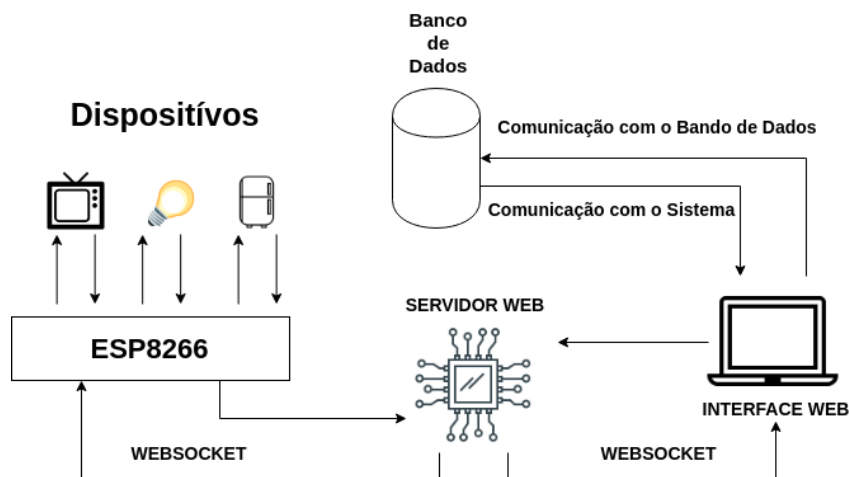 Banco
de
Dados
Dispositívos
Comunicação com o Bando de Dados
Comunicação com o Sistema
SERVIDOR WEB
ESP8266
INTERFACE WEB
WEBSOCKET
WEBSOCKET